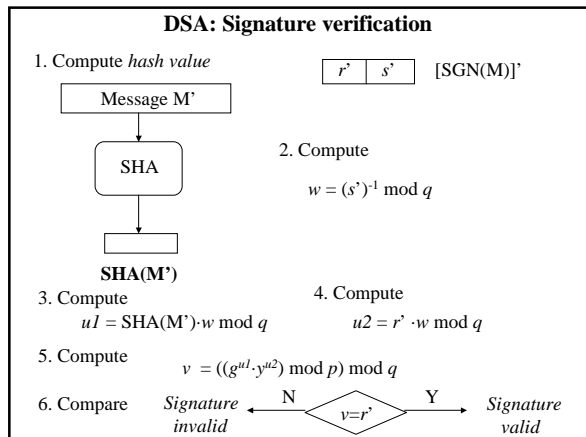 DSA: Signature verification
1. Compute hash value
r’ s’ [SGN(M)]’
Message M’
SHA
2. Compute
w = (s’)⁻¹ mod q
SHA(M’)
3. Compute
u1 = SHA(M’)·w mod q
4. Compute
u2 = r’ ·w mod q
5. Compute
v = ((gᵘ¹·yᵘ²) mod p) mod q
6. Compare
Signature invalid
N
v=r’
Y
Signature valid